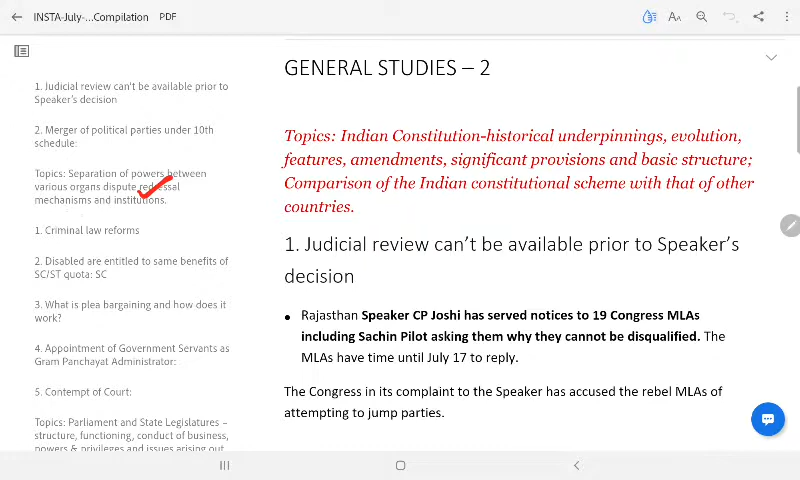 INSTA-July-...Compilation PDF
1. Judicial review can't be available prior to
Speaker's decision
2. Merger of political parties under 10th
schedule:
Topics: Separation of powers between
various organs dispute redressal
mechanisms and institutions.
1. Criminal law reforms
2. Disabled are entitled to same benefits of
SC/ST quota: SC
3. What is plea bargaining and how does it
work?
4. Appointment of Government Servants as
Gram Panchayat Administrator:
5. Contempt of Court:
Topics: Parliament and State Legislatures –
structure, functioning, conduct of business,
powers & privileges and issues arising out
GENERAL STUDIES – 2
Topics: Indian Constitution-historical underpinnings, evolution,
features, amendments, significant provisions and basic structure;
Comparison of the Indian constitutional scheme with that of other
countries.
1. Judicial review can't be available prior to Speaker's
decision
• Rajasthan Speaker CP Joshi has served notices to 19 Congress MLAs
including Sachin Pilot asking them why they cannot be disqualified. The
MLAs have time until July 17 to reply.
The Congress in its complaint to the Speaker has accused the rebel MLAs of
attempting to jump parties.